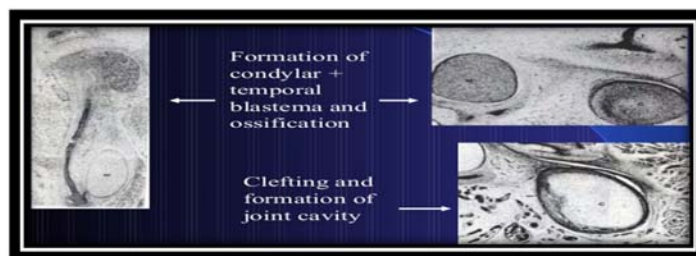 Formation of
condylar +
temporal
blastema and
ossification
Clefting and
formation of
joint cavity